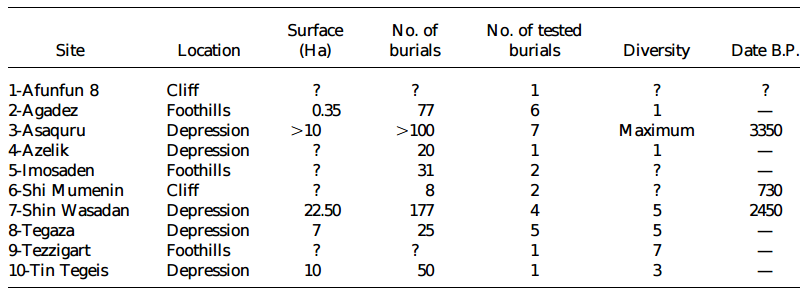 Site Location Surface (Ha) No. of burials No. of tested burials Diversity Date B.P.
1-Afunfun 8 Cliff ? ? 1 ? ?
2-Agadez Foothills 0.35 77 6 1 —
3-Asaquru Depression >10 >100 7 Maximum 3350
4-Azelik Depression ? 20 1 1 —
5-Imosaden Foothills ? 31 2 ? —
6-Shi Mumenin Cliff ? 8 2 ? 730
7-Shin Wasadan Depression 22.50 177 4 5 2450
8-Tegaza Depression 7 25 5 5 —
9-Tezzigart Foothills ? ? 1 7 —
10-Tin Tegeis Depression 10 50 1 3 —